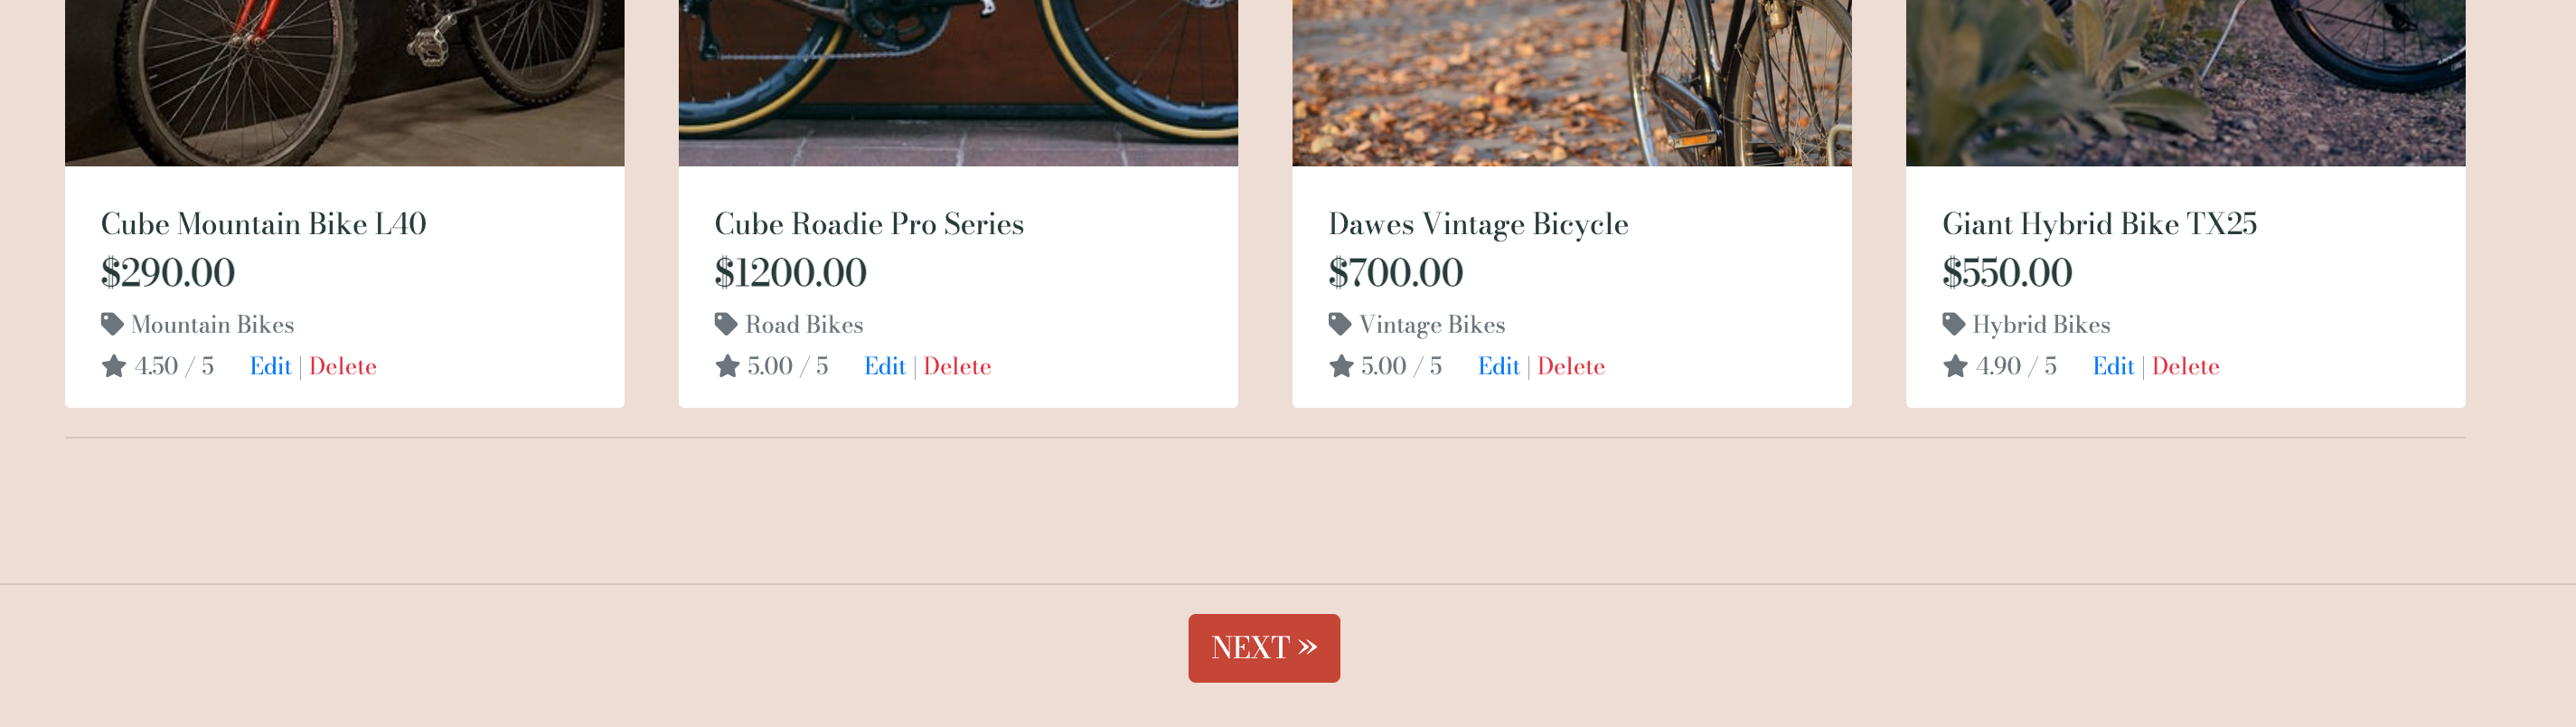 Cube Mountain Bike L40
$290.00
Mountain Bikes
4.50 / 5 Edit | Delete
Cube Roadie Pro Series
$1200.00
Road Bikes
5.00 / 5 Edit | Delete
Dawes Vintage Bicycle
$700.00
Vintage Bikes
5.00 / 5 Edit | Delete
Giant Hybrid Bike TX25
$550.00
Hybrid Bikes
4.90 / 5 Edit | Delete
NEXT »